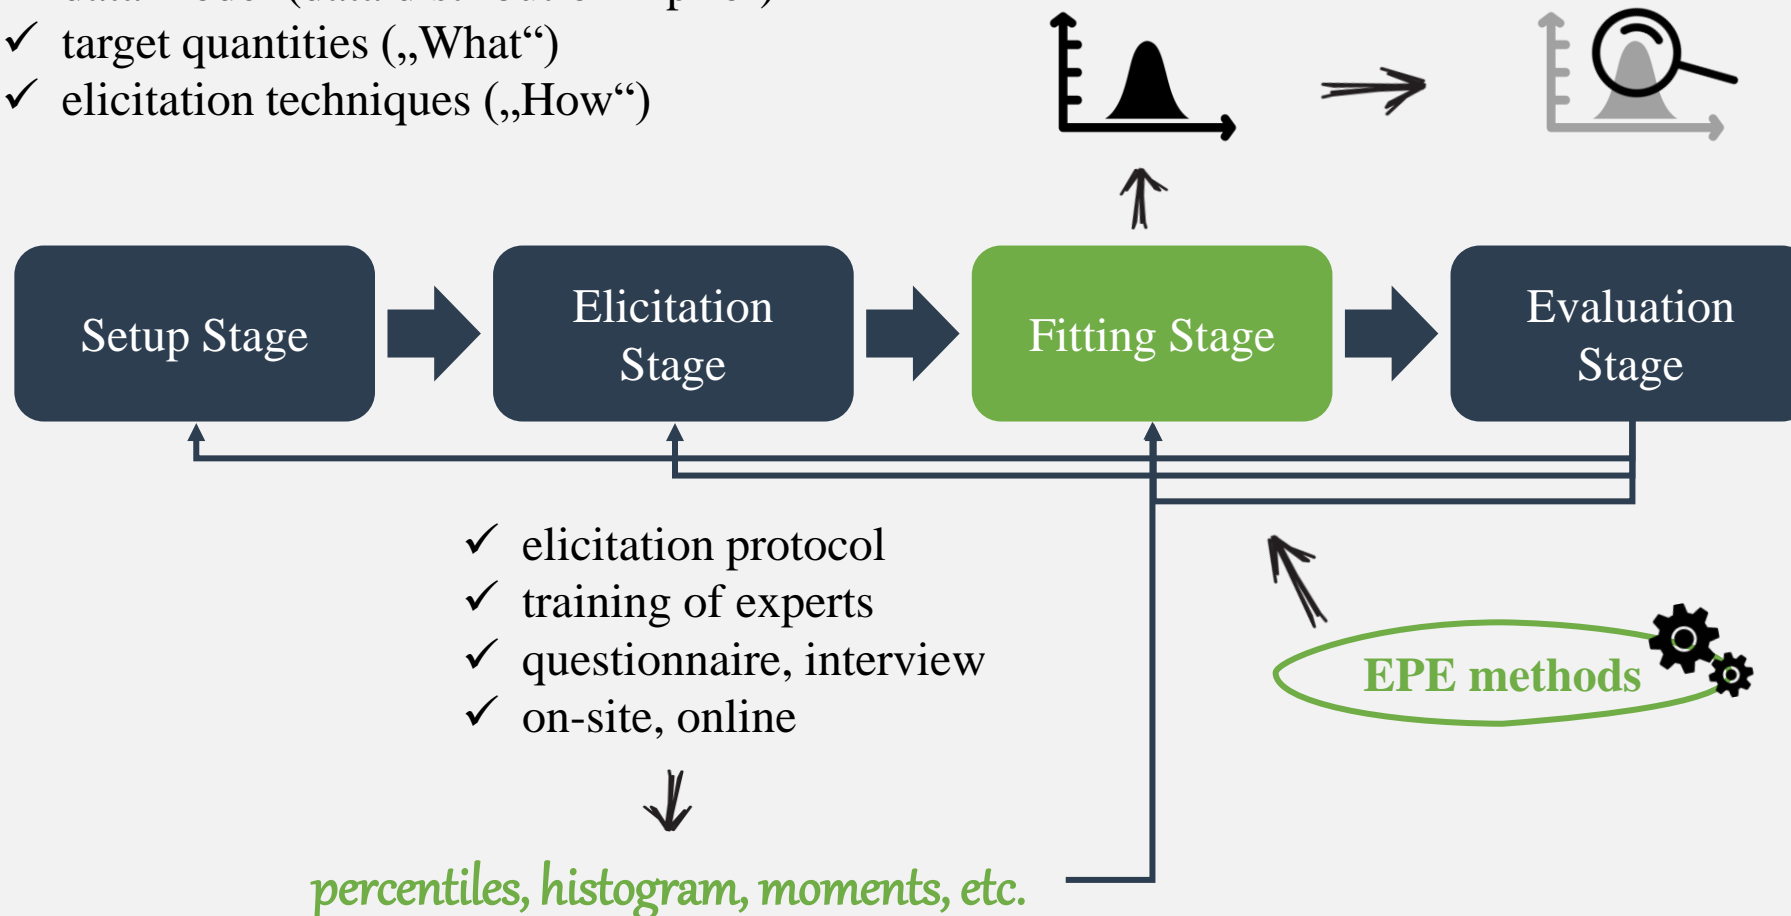 ✓ target quantities („What“)
✓ elicitation techniques („How“)
Setup Stage
Elicitation
Stage
Fitting Stage
Evaluation
Stage
✓ elicitation protocol
✓ training of experts
✓ questionnaire, interview
✓ on-site, online
EPE methods
percentiles, histogram, moments, etc.